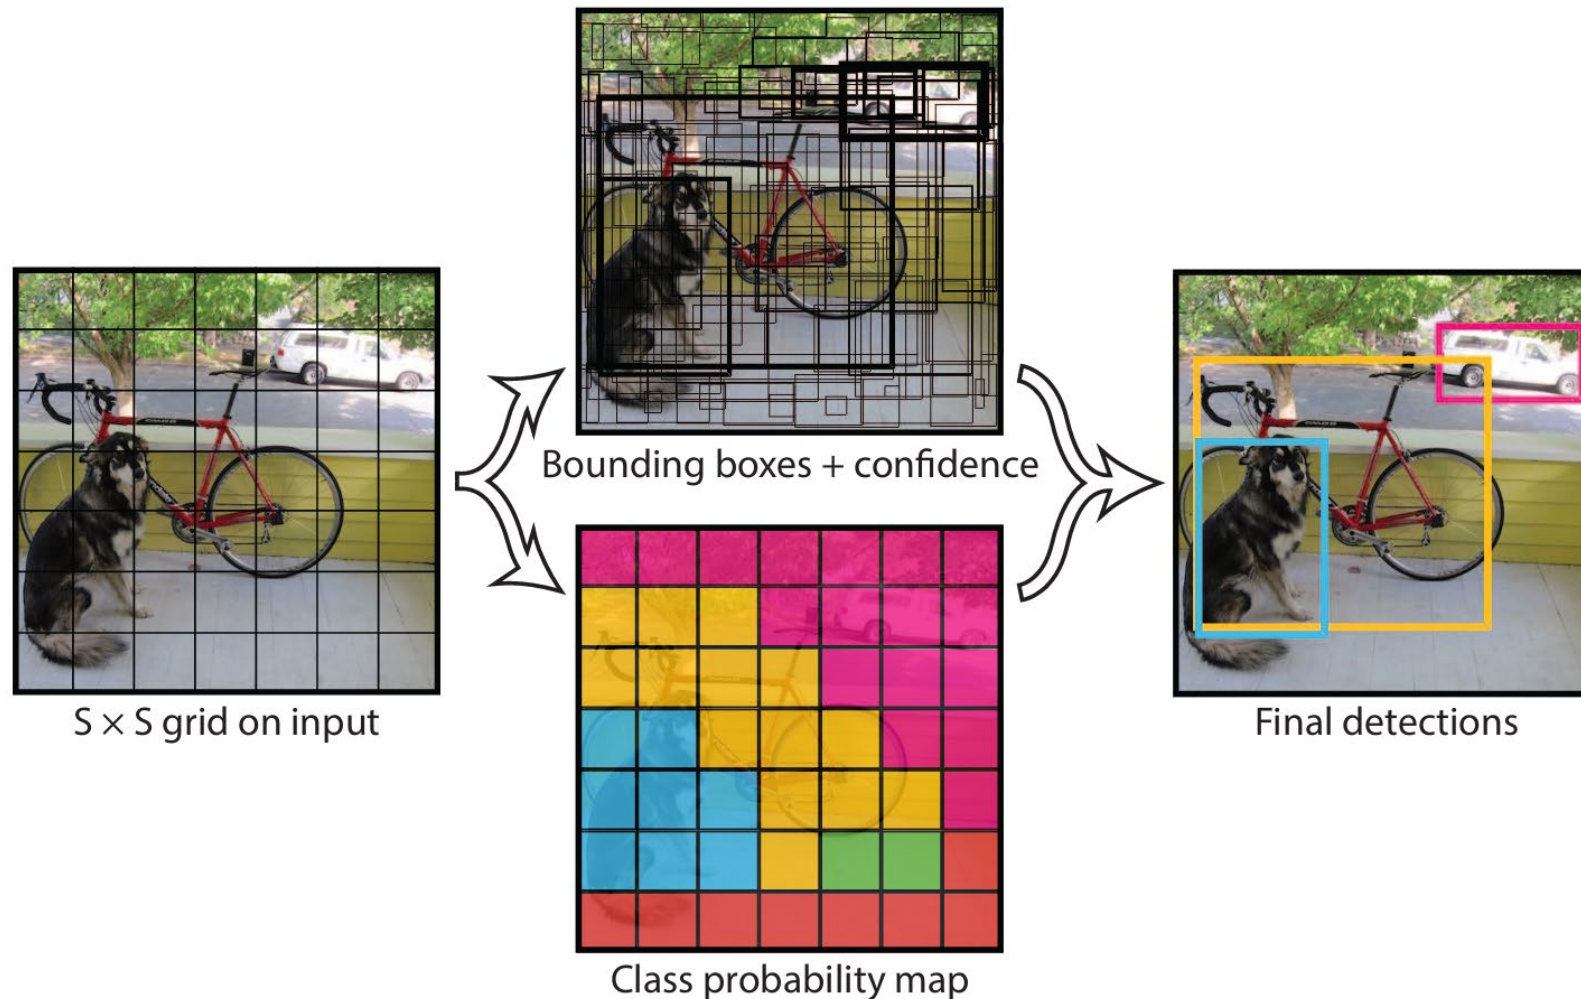 Bounding boxes + confidence
S × S grid on input
Final detections
Class probability map